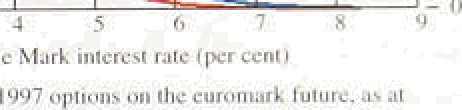 4 5 6 7 8 9 0
e Mark interest rate (per cent)
1997 options on the euromark future, as at